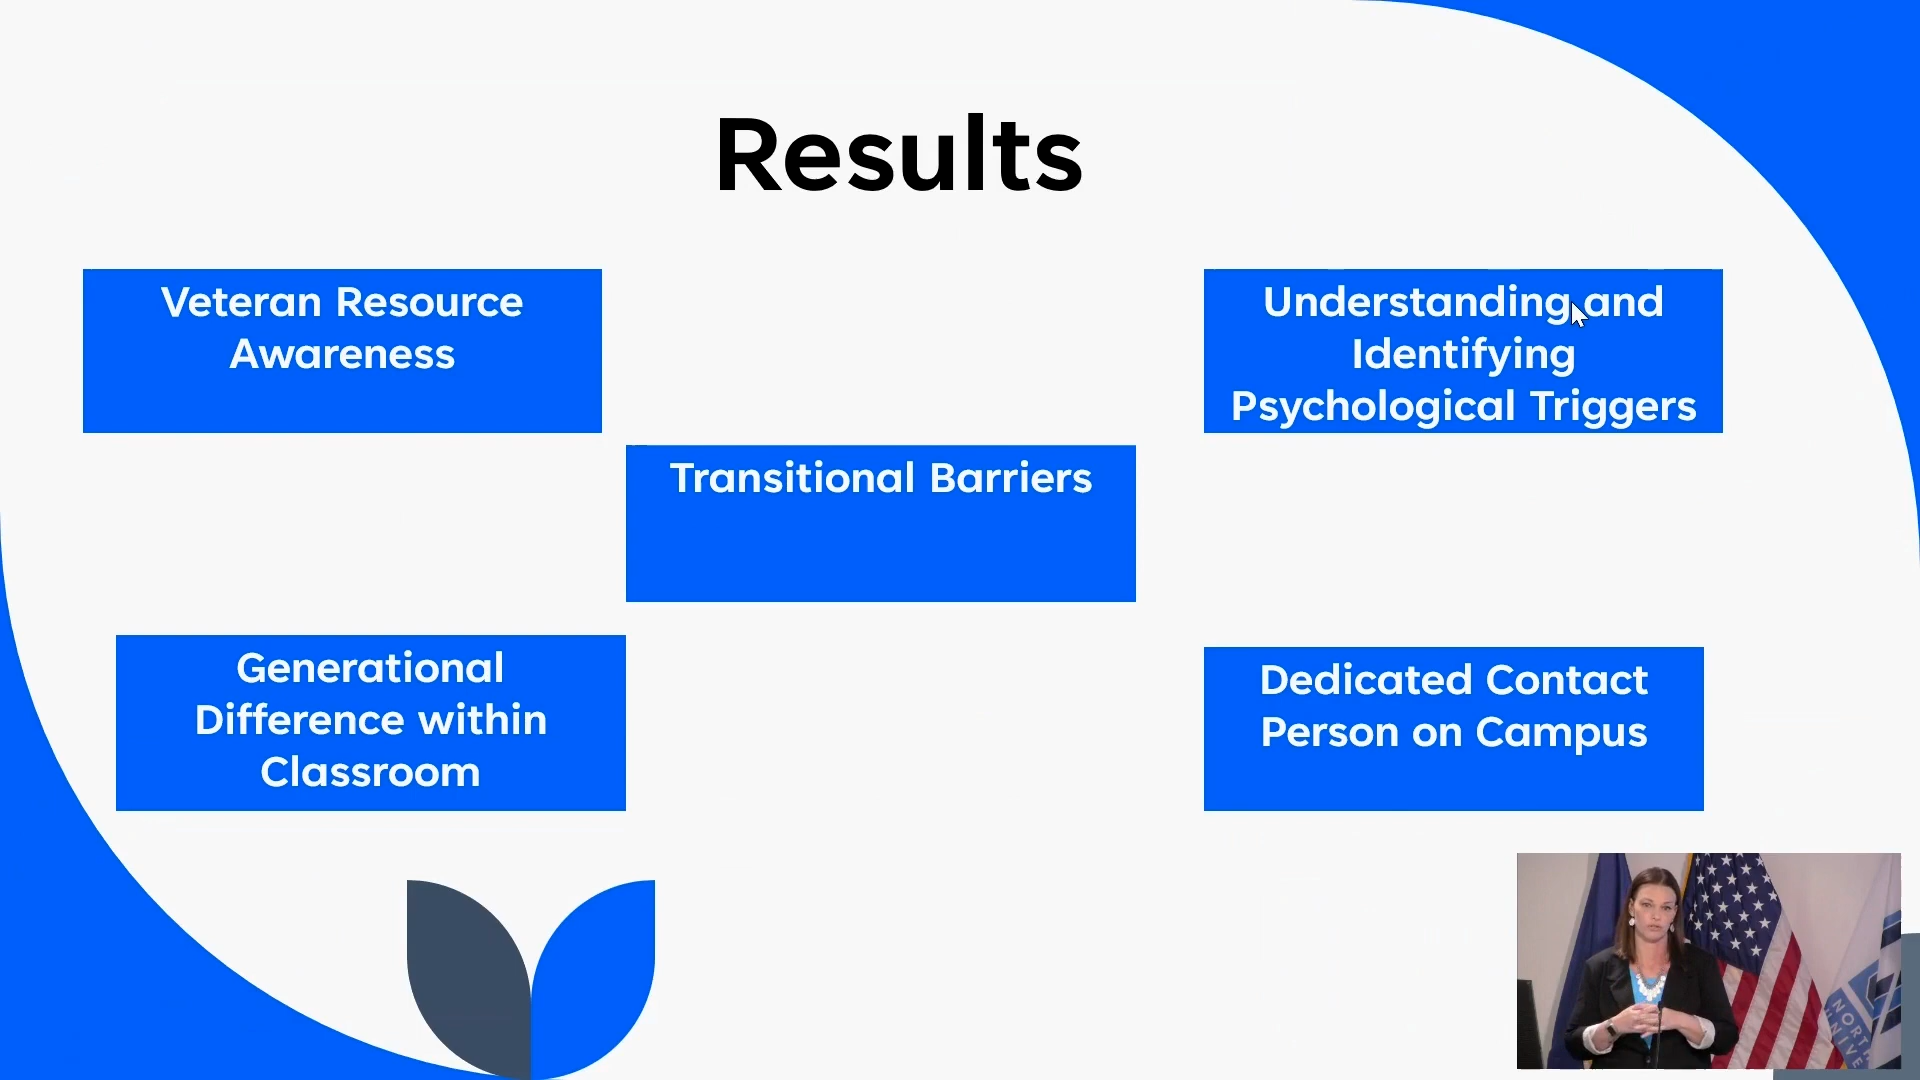 Results
Veteran Resource
Awareness
Understanding and
Identifying
Psychological Triggers
Transitional Barriers
Generational
Difference within
Classroom
Dedicated Contact
Person on Campus